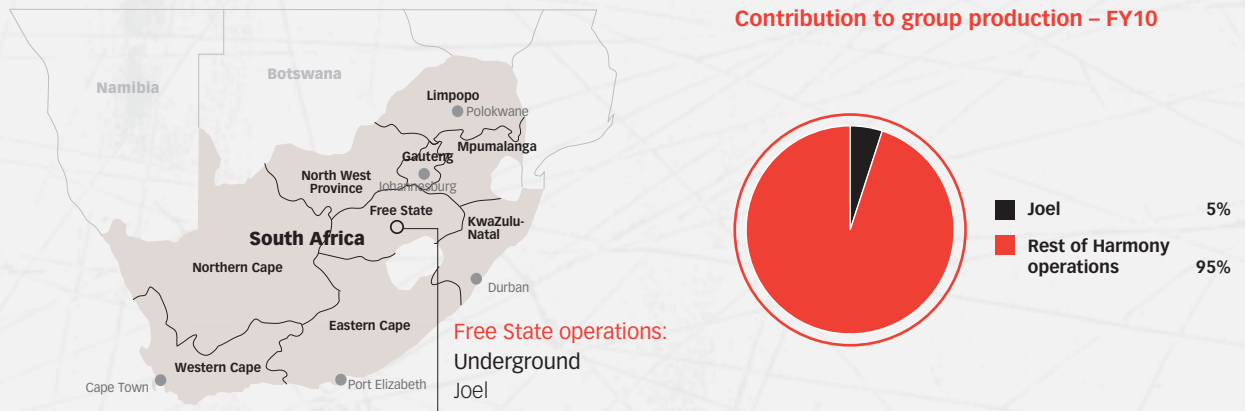 Contribution to group production – FY10
Namibia
Botswana
Limpopo
Polokwane
Mpumalanga
Gauteng
North West
Province
Johannesburg
Free State
KwaZulu-
Natal
South Africa
Northern Cape
Durban
Eastern Cape
Western Cape
Cape Town
Port Elizabeth
Free State operations:
Underground
Joel
Joel 5%
Rest of Harmony
operations 95%